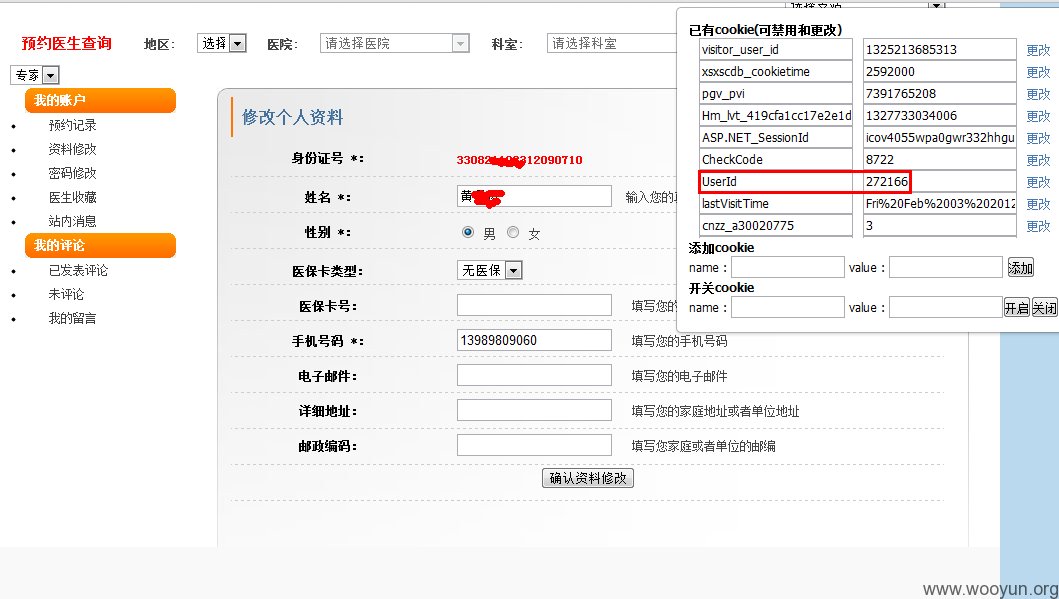 预约医生查询 地区： 选择 医院： 请选择医院 科室： 请选择科室
专家
我的账户
预约记录
资料修改
密码修改
医生收藏
站内消息
我的评论
已发表评论
未评论
我的留言
修改个人资料
身份证号 *：
姓名 *： 黄 输入您的
性别 *： 男 女
医保卡类型： 无医保
医保卡号： 填写您的
手机号码 *： 13989809060 填写您的手机号码
电子邮件： 填写您的电子邮件
详细地址： 填写您的家庭地址或者单位地址
邮政编码： 填写您家庭或者单位的邮编
确认资料修改
已有cookie(可禁用和更改)
visitor_user_id 1325213685313 更改
xsxscdb_cookietime 2592000 更改
pgv_pvi 7391765208 更改
Hm_lvt_419cfa1cc17e2e1d 1327733034006 更改
ASP.NET_SessionId icov4055wpa0gwr332hhgu 更改
CheckCode 8722 更改
UserId 272166 更改
lastVisitTime Fri%20Feb%2003%202012 更改
cnzz_a30020775 3 更改
添加cookie
name： value： 添加
开关cookie
name： value： 开启 关闭
www.wooyun.org